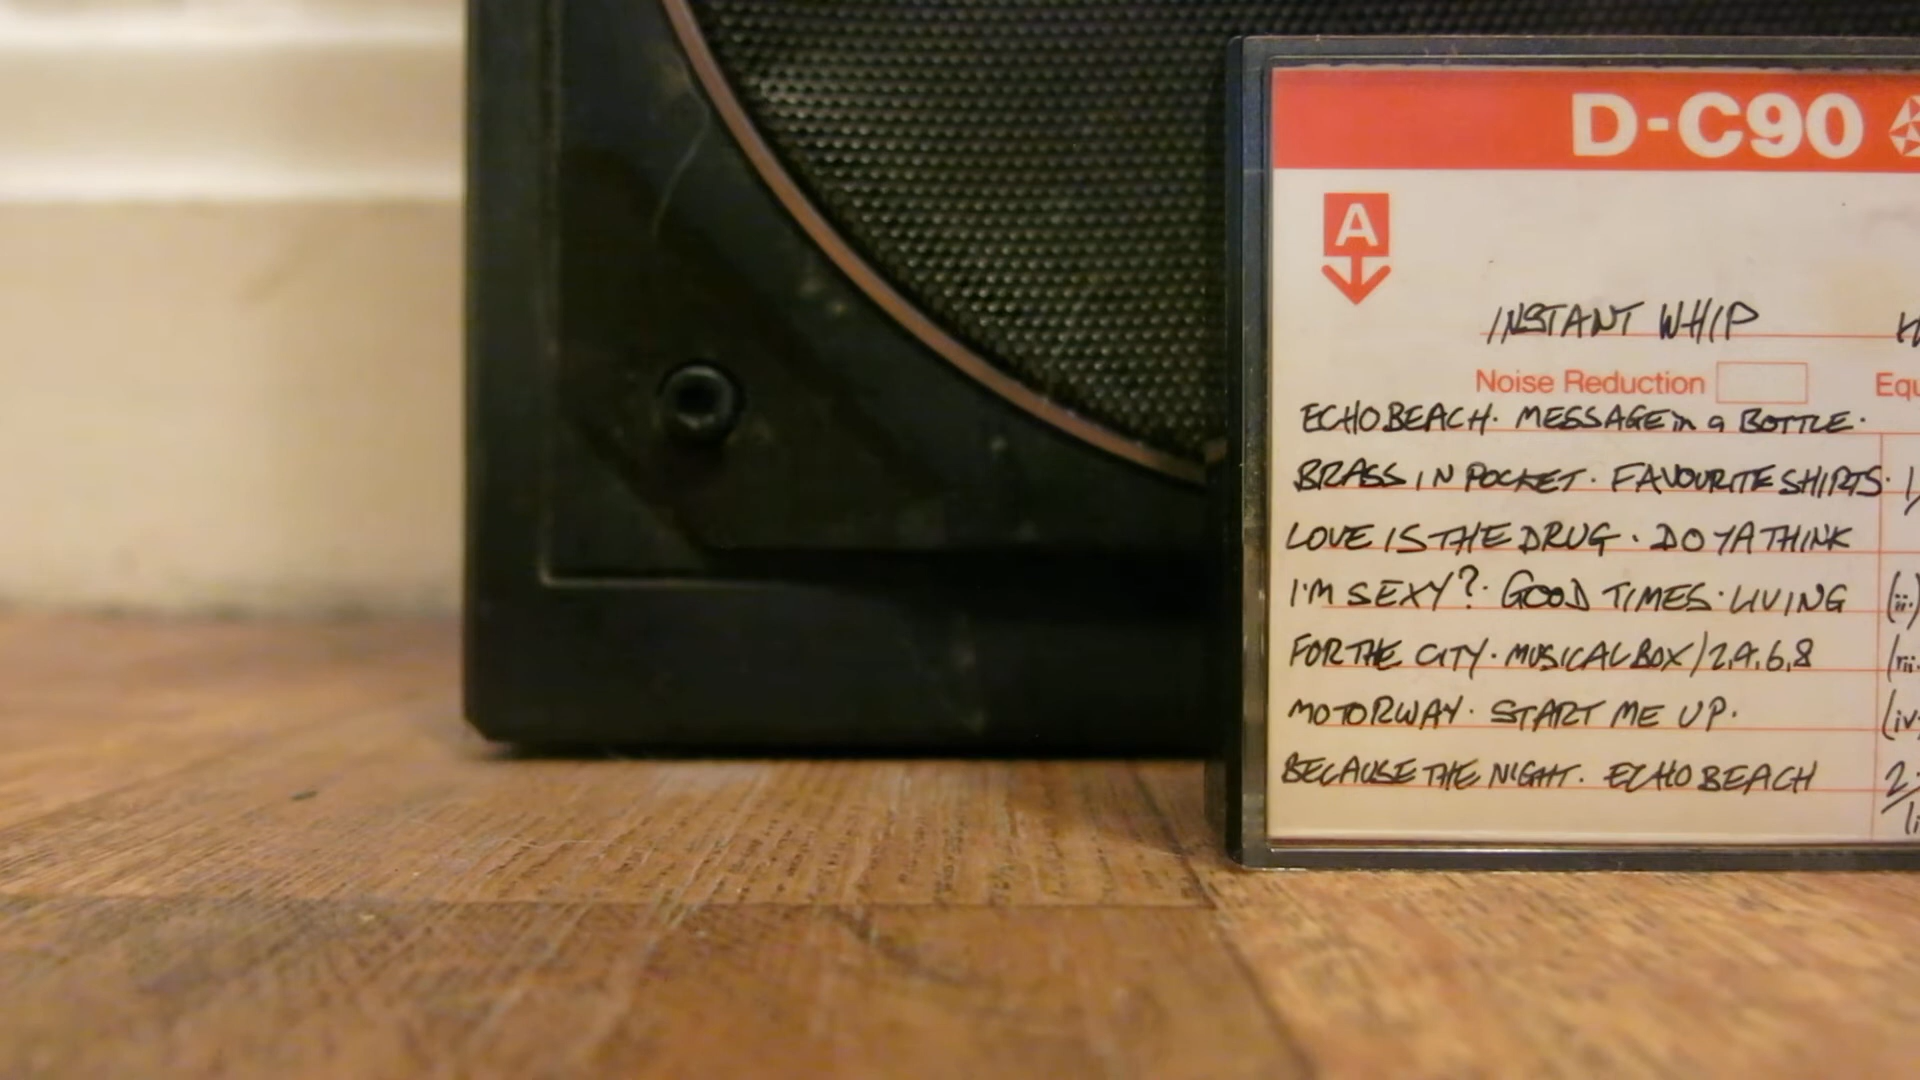 D-C90
A
INSTANT WHIP
Noise Reduction
ECHO BEACH. MESSAGE in a BOTTLE.
BRASS IN POCKET. FAVOURITE SHIRTS.
LOVE IS THE DRUG. DO YA THINK
I'M SEXY? GOOD TIMES. LIVING (ii.)
FOR THE CITY. MUSICAL BOX/2.4.6.8
MOTORWAY. START ME UP.
BECAUSE THE NIGHT. ECHO BEACH